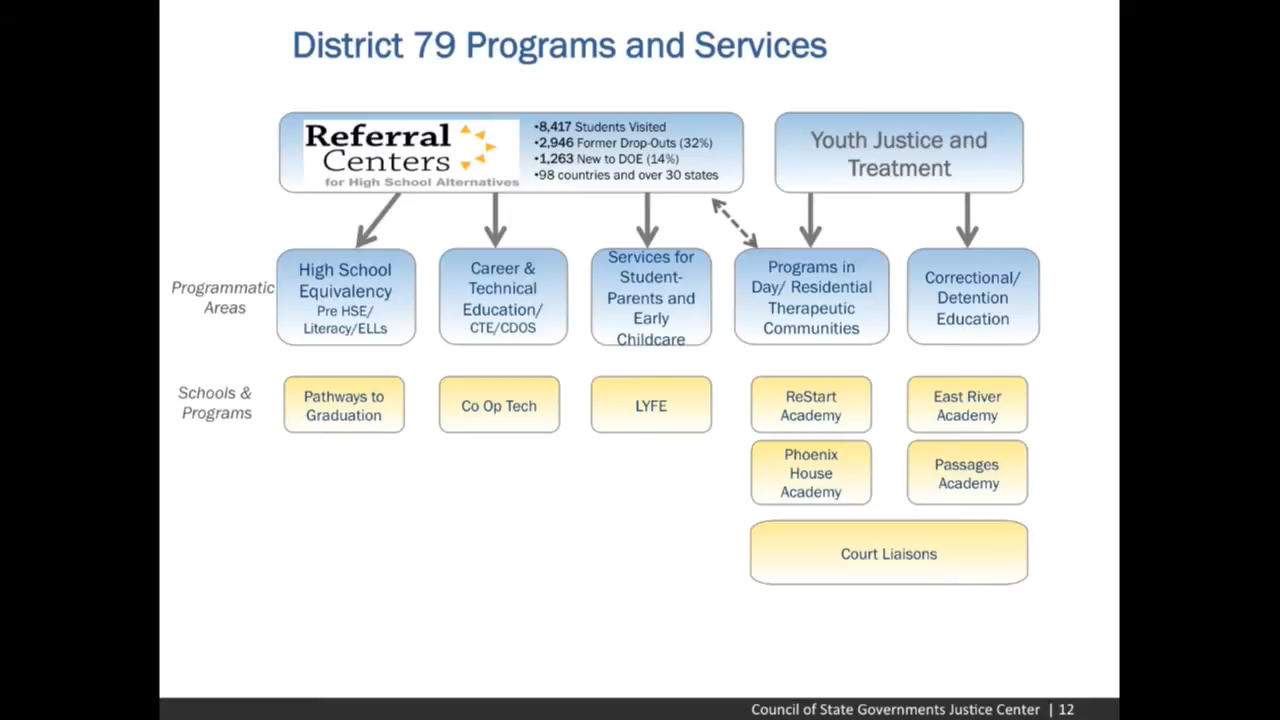 District 79 Programs and Services
Referral
Centers
for High School Alternatives
•8,417 Students Visited
•2,946 Former Drop-Outs (32%)
•1,263 New to DOE (14%)
•98 countries and over 30 states
Youth Justice and
Treatment
Programmatic
Areas
High School
Equivalency
Pre HSE/
Literacy/ELLs
Career &
Technical
Education/
CTE/CDOS
Services for
Student-
Parents and
Early
Childcare
Programs in
Day/ Residential
Therapeutic
Communities
Correctional/
Detention
Education
Schools &
Programs
Pathways to
Graduation
Co Op Tech
LYFE
ReStart
Academy
East River
Academy
Phoenix
House
Academy
Passages
Academy
Court Liaisons
Council of State Governments Justice Center | 12